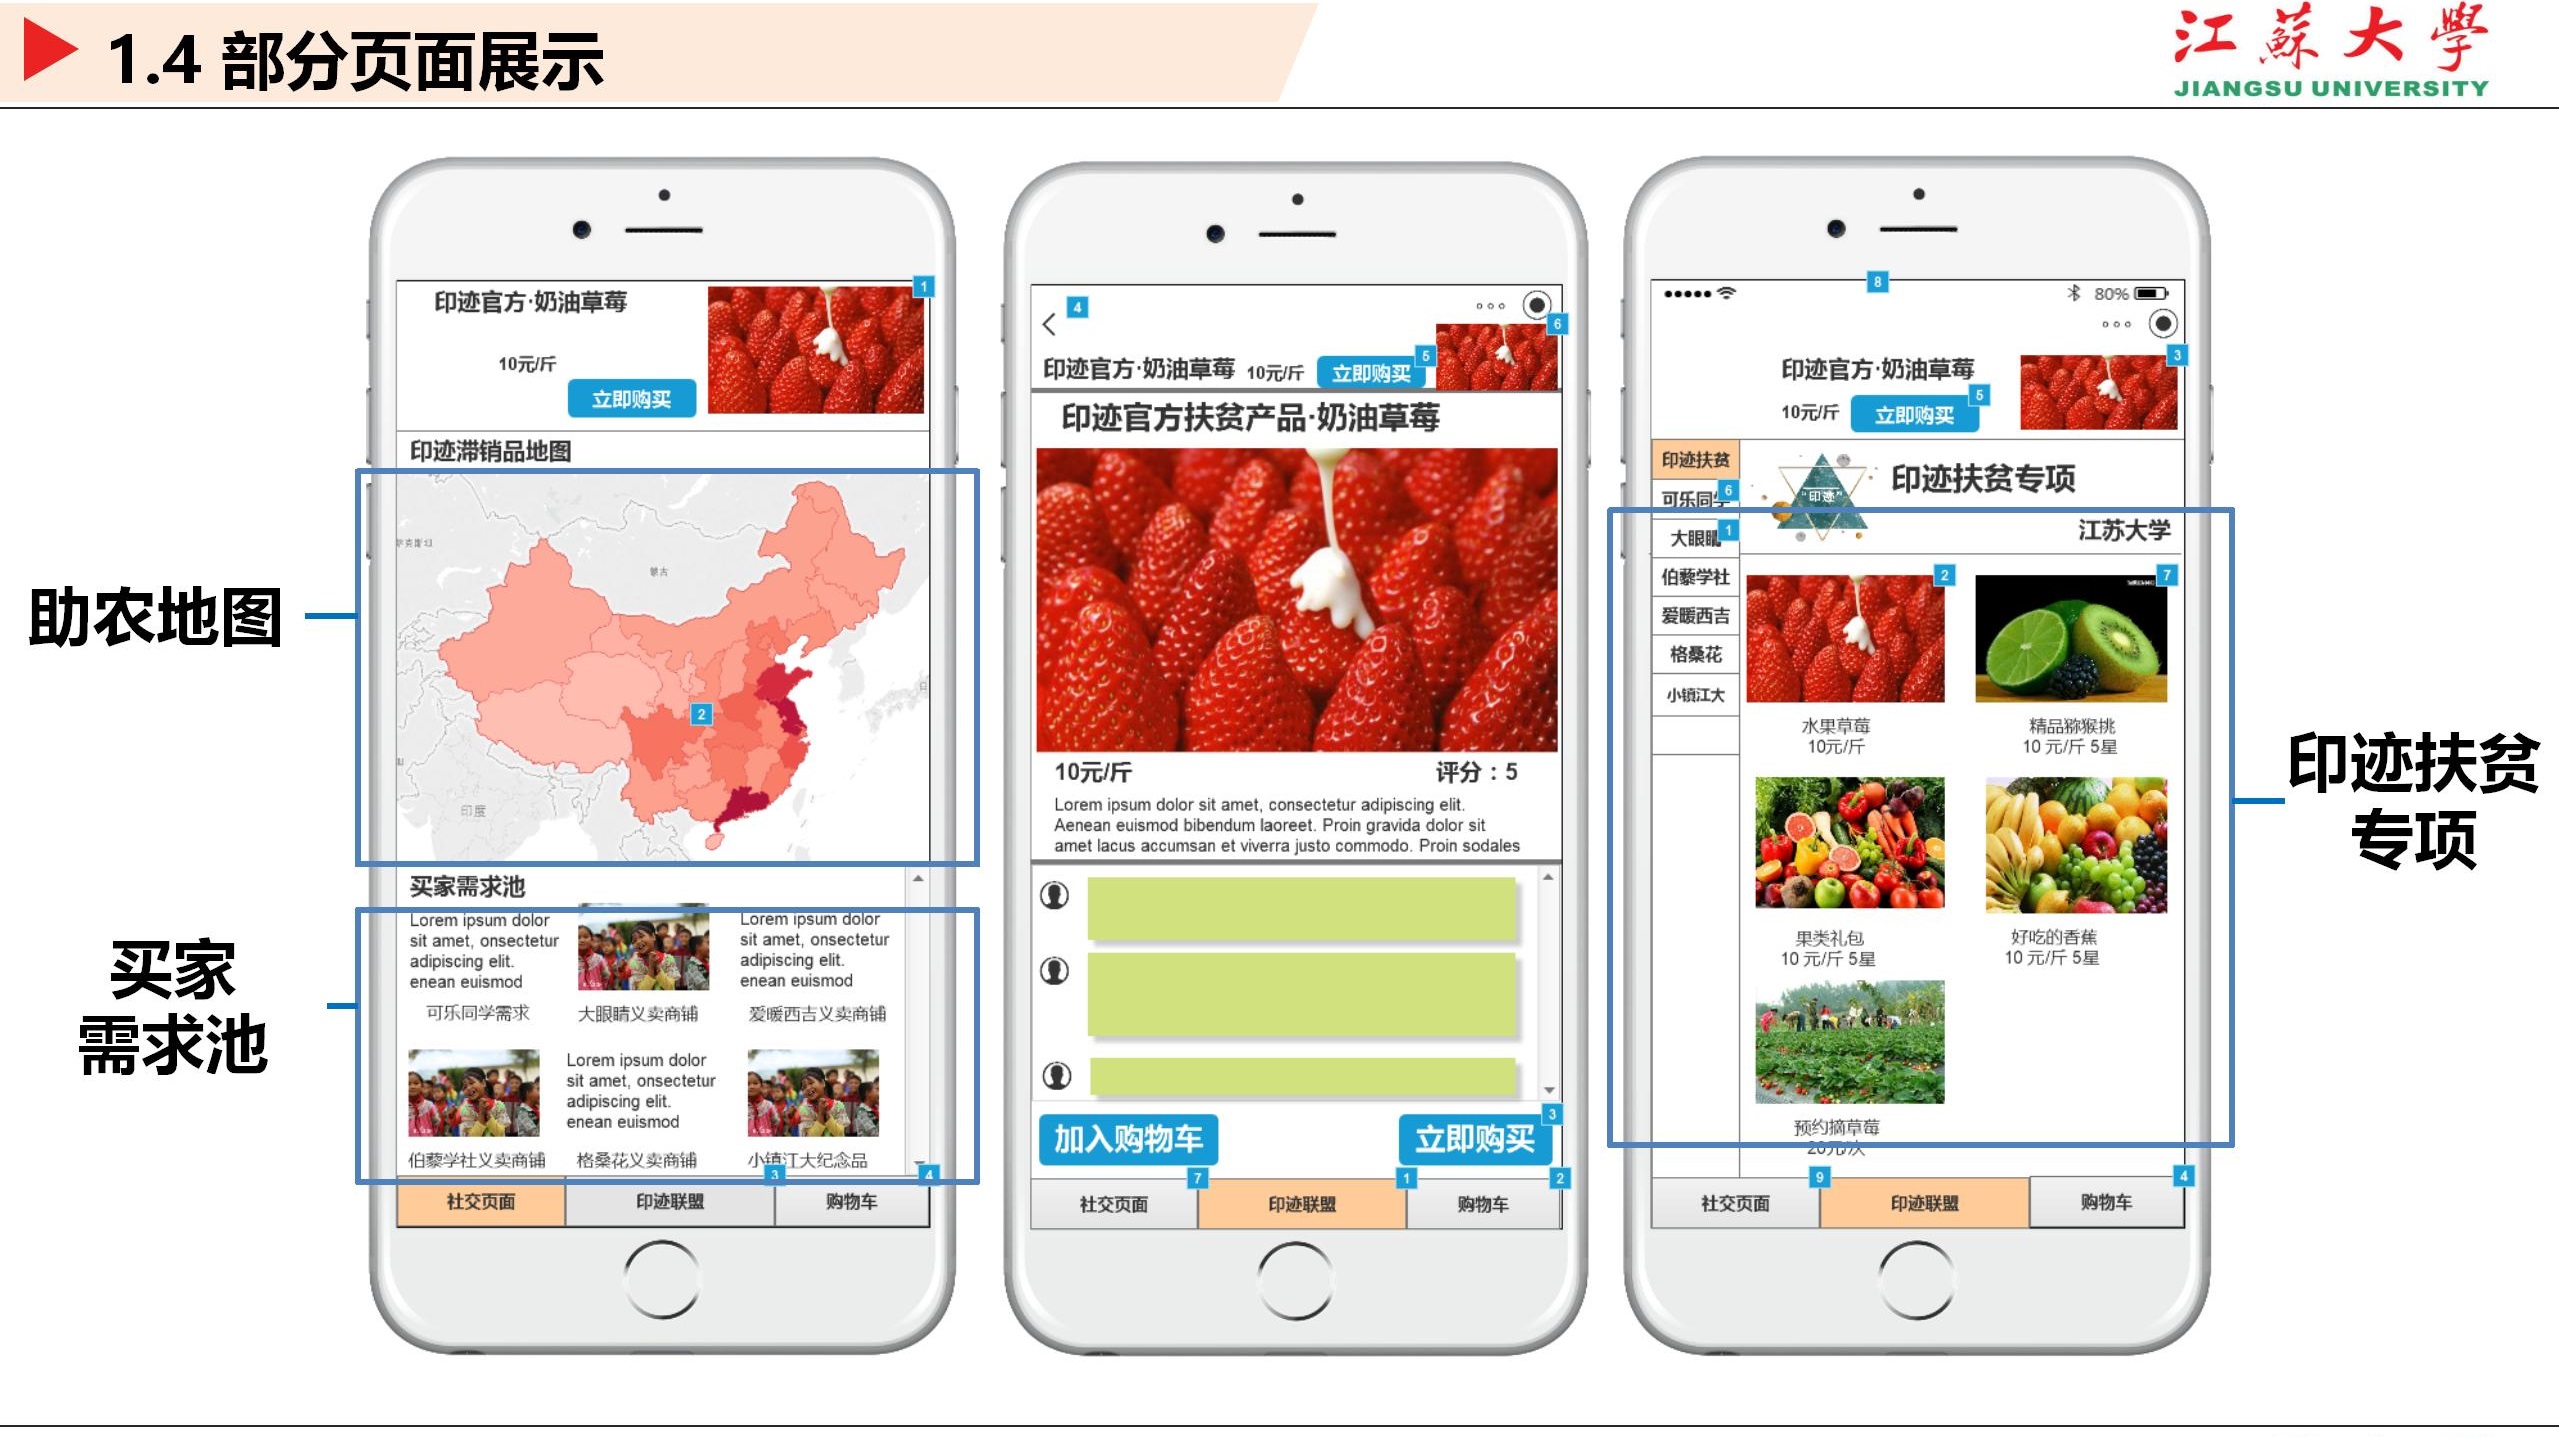 1.4 部分页面展示
江苏大学
JIANGSU UNIVERSITY
助农地图
买家
需求池
印迹官方·奶油草莓
10元/斤
立即购买
1
印迹滞销品地图
蒙古
印度
2
买家需求池
Lorem ipsum dolor
sit amet, onsectetur
adipiscing elit.
enean euismod
可乐同学需求
大眼睛义卖商铺
Lorem ipsum dolor
sit amet, onsectetur
adipiscing elit.
enean euismod
爱暖西吉义卖商铺
伯藜学社义卖商铺
Lorem ipsum dolor
sit amet, onsectetur
adipiscing elit.
enean euismod
格桑花义卖商铺
小镇江大纪念品
3
4
社交页面
印迹联盟
购物车
4
6
印迹官方·奶油草莓 10元/斤 立即购买
5
印迹官方扶贫产品·奶油草莓
10元/斤
评分：5
Lorem ipsum dolor sit amet, consectetur adipiscing elit.
Aenean euismod bibendum laoreet. Proin gravida dolor sit
amet lacus accumsan et viverra justo commodo. Proin sodales
加入购物车
立即购买
3
7
1
2
社交页面
印迹联盟
购物车
8
80%
印迹官方·奶油草莓
3
10元/斤
立即购买
5
印迹扶贫
可乐同学
6
大眼睛
1
伯藜学社
爱暖西吉
格桑花
小镇江大
"印迹"
印迹扶贫专项
江苏大学
2
7
水果草莓
10元/斤
精品猕猴挑
10 元/斤 5星
果类礼包
10 元/斤 5星
好吃的香蕉
10 元/斤 5星
预约摘草莓
20元/次
9
4
社交页面
印迹联盟
购物车
印迹扶贫
专项